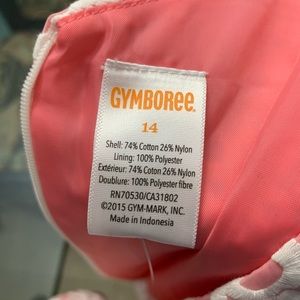 GYMBOREE
14
Shell: 74% Cotton 26% Nylon
Lining: 100% Polyester
Extérieur: 74% Coton 26% Nylon
Doublure: 100% Polyester fibre
RN70530/CA31802
©2015 GYM-MARK, INC.
Made in Indonesia